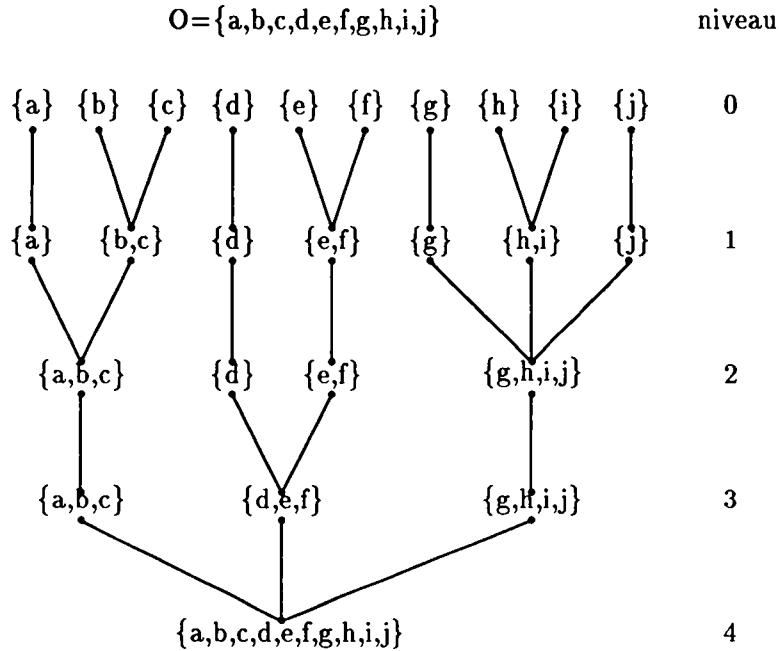 O={a,b,c,d,e,f,g,h,i,j} niveau
{a} {b} {c} {d} {e} {f} {g} {h} {i} {j} 0
{a} {b,c} {d} {e,f} {g} {h,i} {j} 1
{a,b,c} {d} {e,f} {g,h,i,j} 2
{a,b,c} {d,e,f} {g,h,i,j} 3
{a,b,c,d,e,f,g,h,i,j} 4